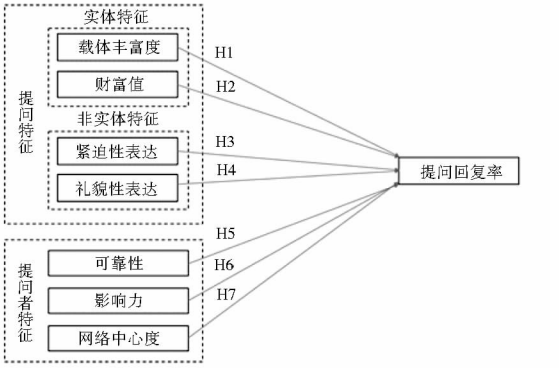 实体特征
载体丰富度
H1
财富值
H2
提问特征
非实体特征
紧迫性表达
H3
礼貌性表达
H4
提问回复率
可靠性
H5
影响力
H6
提问者特征
网络中心度
H7